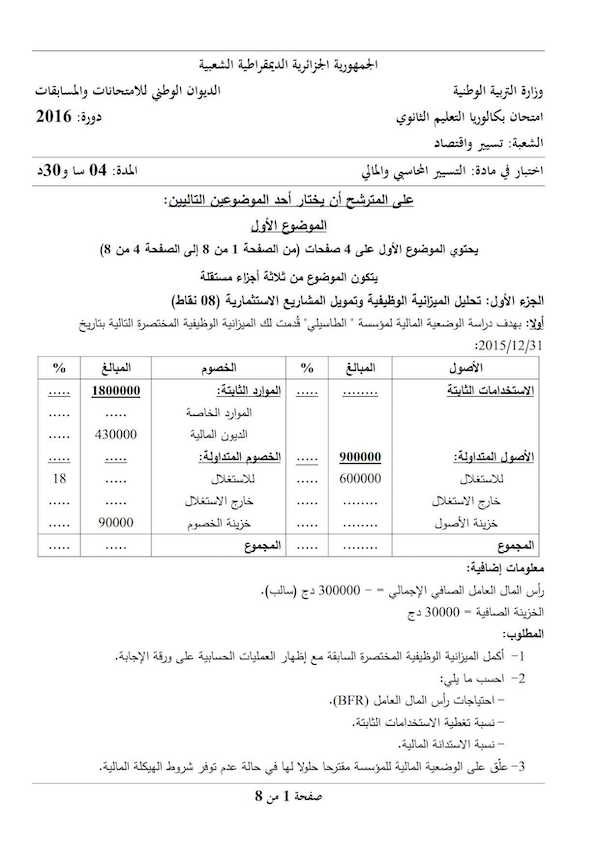 الجمهورية الجزائرية الديمقراطية الشعبية
وزارة التربية الوطنية الديوان الوطني للامتحانات والمسابقات
امتحان بكالوريا التعليم الثانوي دورة: 2016
الشعبة: تسيير واقتصاد
اختبار في مادة: التسيير المحاسبي والمالي المدة: 04 سا و30د
على المترشح أن يختار أحد الموضوعين التاليين:
الموضوع الأول
يحتوي الموضوع الأول على 4 صفحات (من الصفحة 1 من 8 إلى الصفحة 4 من 8)
يتكون الموضوع من ثلاثة أجزاء مستقلة
الجزء الأول: تحليل الميزانية الوظيفية وتمويل المشاريع الاستثمارية (08 نقاط)
أولا: بهدف دراسة الوضعية المالية لمؤسسة " الطاسيلي" قُدمت لك الميزانية الوظيفية المختصرة التالية بتاريخ
2015/12/31:
الأصول المبالغ % الخصوم المبالغ %
الاستخدامات الثابتة ........ ..... الموارد الثابتة: 1800000 .....
الموارد الخاصة ..... .....
الديون المالية 430000 .....
الأصول المتداولة: 900000 ..... الخصوم المتداولة: ..... .....
للاستغلال 600000 ..... للاستغلال ..... 18
خارج الاستغلال ........ ..... خارج الاستغلال ..... .....
خزينة الأصول ........ ..... خزينة الخصوم 90000 .....
المجموع ........ ..... المجموع ..... .....
معلومات إضافية:
رأس المال العامل الصافي الإجمالي = − 300000 دج (سالب).
الخزينة الصافية = 30000 دج
المطلوب:
1- أكمل الميزانية الوظيفية المختصرة السابقة مع إظهار العمليات الحسابية على ورقة الإجابة.
2- احسب ما يلي:
- احتياجات رأس المال العامل (BFR).
- نسبة تغطية الاستخدامات الثابتة.
- نسبة الاستدانة المالية.
3- علّق على الوضعية المالية للمؤسسة مقترحا حلولا لها في حالة عدم توفر شروط الهيكلة المالية.
صفحة 1 من 8